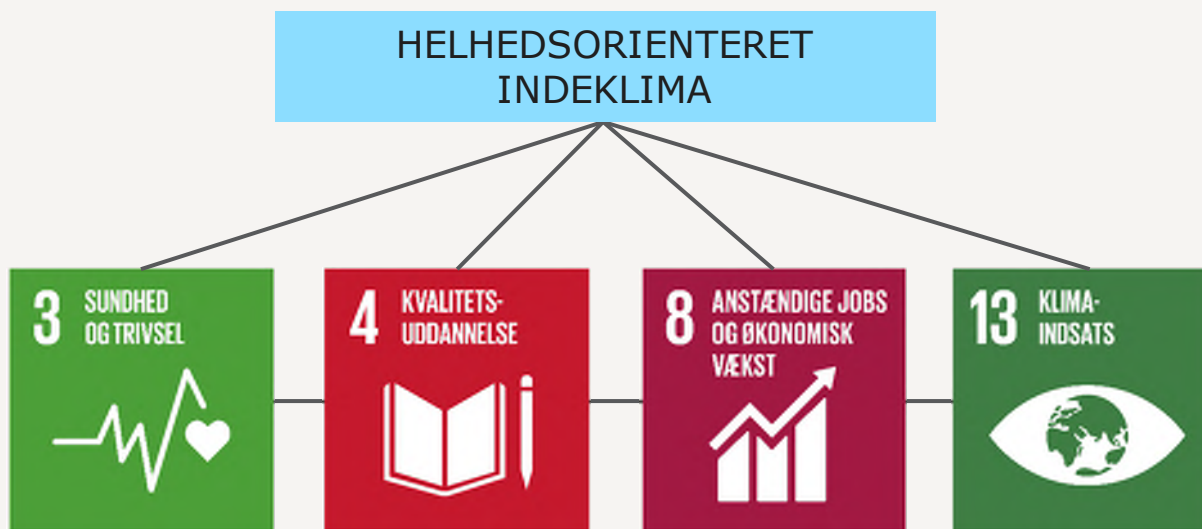 HELHEDSORIENTERET
INDEKLIMA
3
SUNDHED
OG TRIVSEL
4
KVALITETS-
UDDANNELSE
8
ANSTÆNDIGE JOBS
OG ØKONOMISK
VÆKST
13
KLIMA-
INDSATS